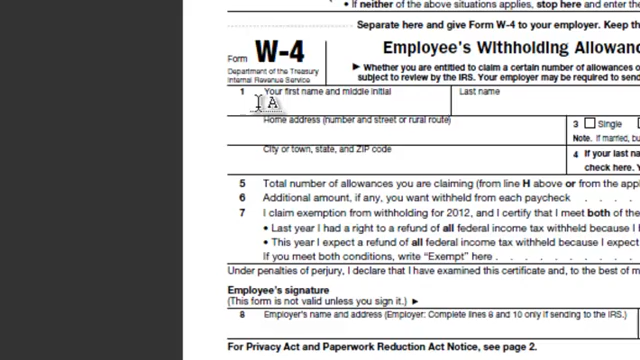 • If neither of the above situations applies, stop here and enter the
Separate here and give Form W-4 to your employer. Keep
Form W-4
Department of the Treasury
Internal Revenue Service
Employee's Withholding Allowanc
► Whether you are entitled to claim a certain number of allowances o
subject to review by the IRS. Your employer may be required to send
1 Your first name and middle initial
Last name
Home address (number and street or rural route)
3 Single
Note. If married, bu
City or town, state, and ZIP code
4 If your last na
check here.
5 Total number of allowances you are claiming (from line H above or from the appl
6 Additional amount, if any, you want withheld from each paycheck . . . .
7 I claim exemption from withholding for 2012, and I certify that I meet both of the
• Last year I had a right to a refund of all federal income tax withheld because I
• This year I expect a refund of all federal income tax withheld because I expect
If you meet both conditions, write “Exempt” here . . . . . . . . .
Under penalties of perjury, I declare that I have examined this certificate and, to the best of m
Employee's signature
(This form is not valid unless you sign it.) ►
8 Employer's name and address (Employer: Complete lines 8 and 10 only if sending to the IRS.)
For Privacy Act and Paperwork Reduction Act Notice, see page 2.